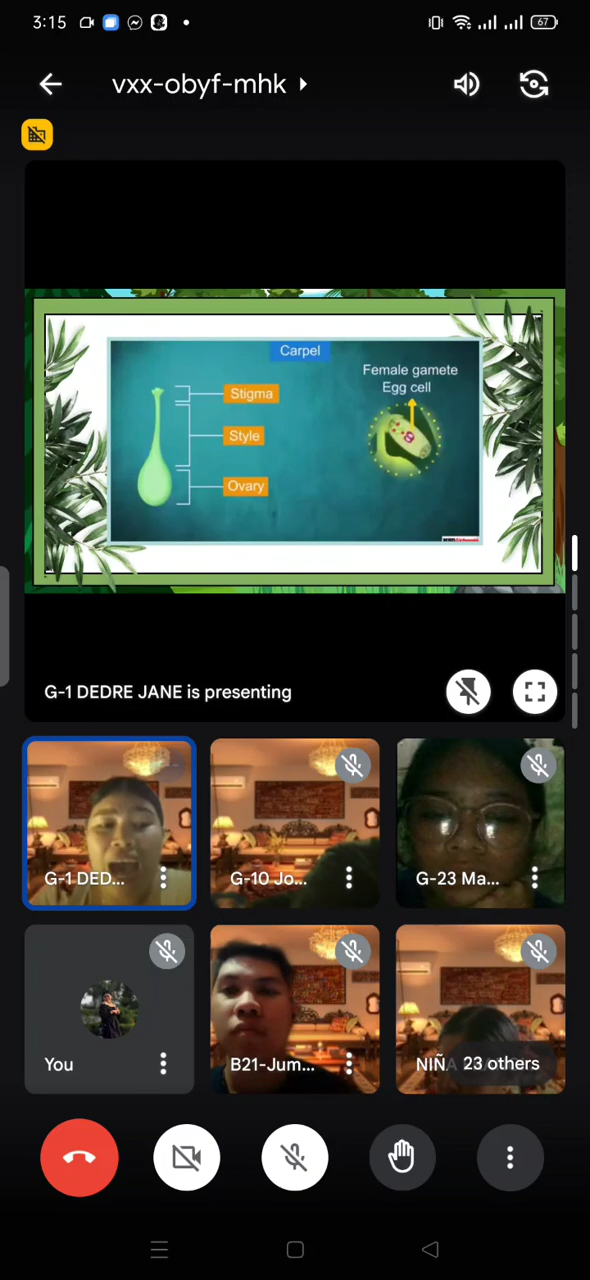 3:15
67
vxx-obyf-mhk
Carpel
Female gamete
Egg cell
Stigma
Style
Ovary
G-1 DEDRE JANE is presenting
G-1 DED...
G-10 Jo...
G-23 Ma...
You
B21-Jum...
NIÑA
23 others